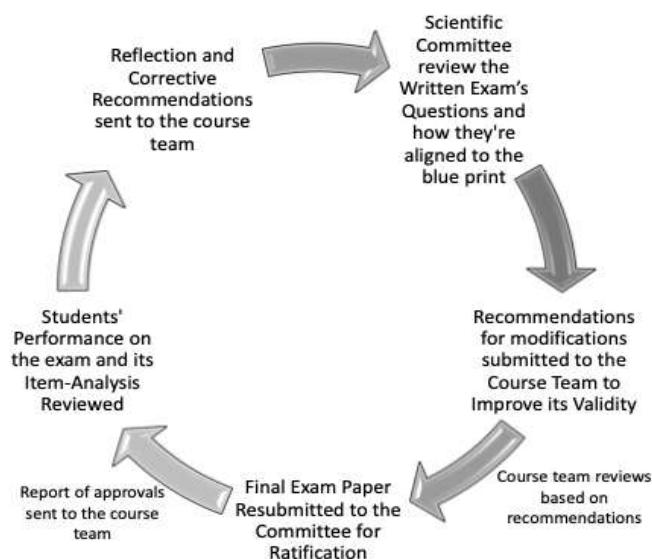 Scientific
Committee
review the
Written Exam's
Questions and
how they're
aligned to the
blue print
Recommendations
for modifications
submitted to the
Course Team to
Improve its Validity
Course team reviews
based on
recommendations
Final Exam Paper
Resubmitted to the
Committee for
Ratification
Report of approvals
sent to the course
team
Students'
Performance on
the exam and its
Item-Analysis
Reviewed
Reflection and
Corrective
Recommendations
sent to the course
team